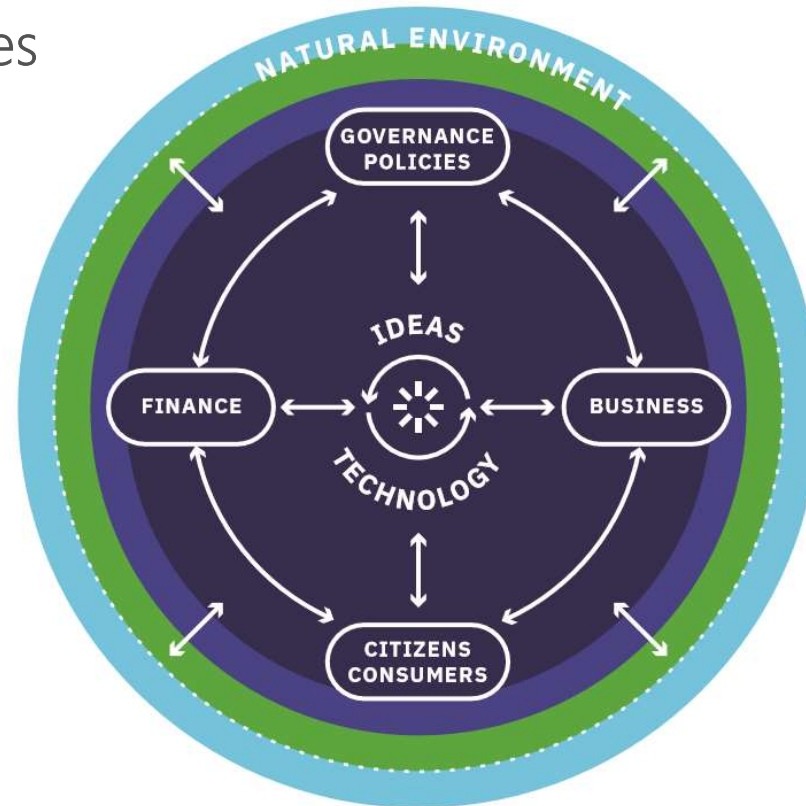 es
NATURAL ENVIRONMENT
GOVERNANCE
POLICIES
IDEAS
FINANCE
BUSINESS
TECHNOLOGY
CITIZENS
CONSUMERS